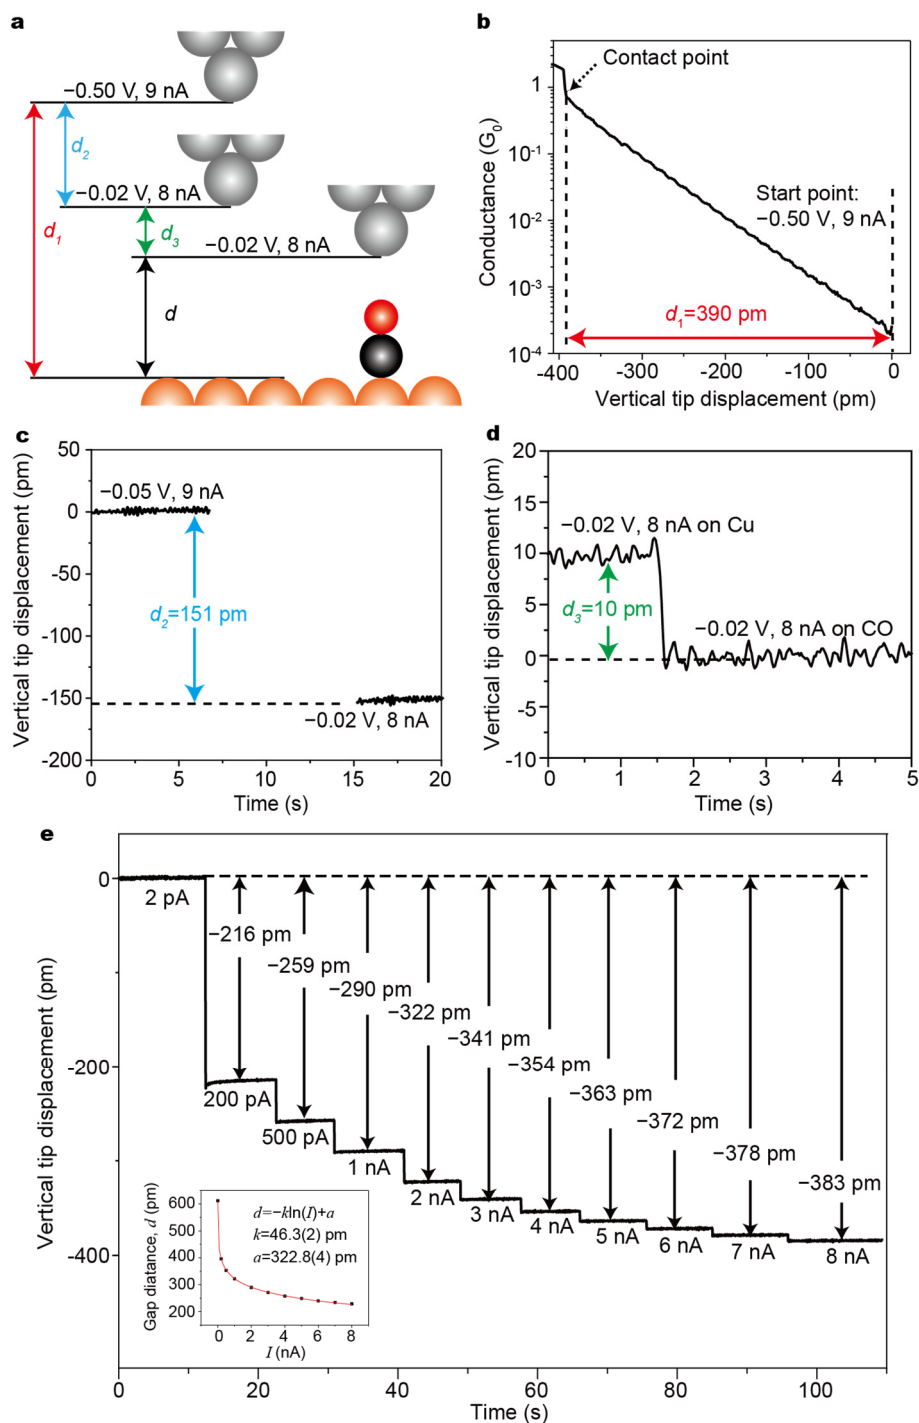 a
−0.50 V, 9 nA
d2
−0.02 V, 8 nA
d1
d3
−0.02 V, 8 nA
d
b
Conductance (G0)
1
10-1
10-2
10-3
10-4
Contact point
Start point:
−0.50 V, 9 nA
d1=390 pm
-400 -300 -200 -100 0
Vertical tip displacement (pm)
c
Vertical tip displacement (pm)
50
0
-50
-100
-150
-200
−0.05 V, 9 nA
d2=151 pm
−0.02 V, 8 nA
0 5 10 15 20
Time (s)
d
Vertical tip displacement (pm)
20
15
10
5
0
-5
-10
−0.02 V, 8 nA on Cu
d3=10 pm
−0.02 V, 8 nA on CO
0 1 2 3 4 5
Time (s)
e
Vertical tip displacement (pm)
0
-200
-400
2 pA
−216 pm
−259 pm
−290 pm
−322 pm
−341 pm
−354 pm
−363 pm
−372 pm
−378 pm
−383 pm
200 pA
500 pA
1 nA
2 nA
3 nA
4 nA
5 nA
6 nA
7 nA
8 nA
Gap diatance, d (pm)
600
500
400
300
200
d=−kln(I)+a
k=46.3(2) pm
a=322.8(4) pm
0 2 4 6 8
I (nA)
0 20 40 60 80 100
Time (s)